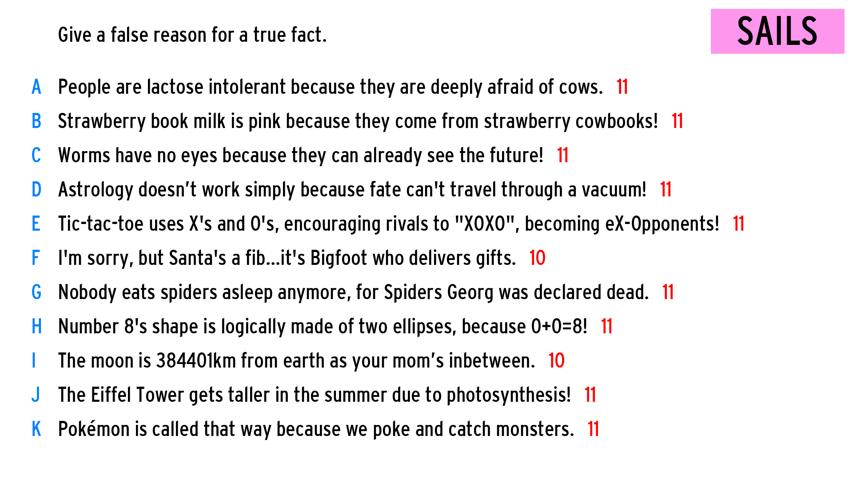 Give a false reason for a true fact.
SAILS
A People are lactose intolerant because they are deeply afraid of cows. 11
B Strawberry book milk is pink because they come from strawberry cowbooks! 11
C Worms have no eyes because they can already see the future! 11
D Astrology doesn’t work simply because fate can't travel through a vacuum! 11
E Tic-tac-toe uses X's and O's, encouraging rivals to "XOXO", becoming eX-Opponents! 11
F I'm sorry, but Santa's a fib...it's Bigfoot who delivers gifts. 10
G Nobody eats spiders asleep anymore, for Spiders Georg was declared dead. 11
H Number 8's shape is logically made of two ellipses, because 0+0=8! 11
I The moon is 384401km from earth as your mom’s inbetween. 10
J The Eiffel Tower gets taller in the summer due to photosynthesis! 11
K Pokémon is called that way because we poke and catch monsters. 11